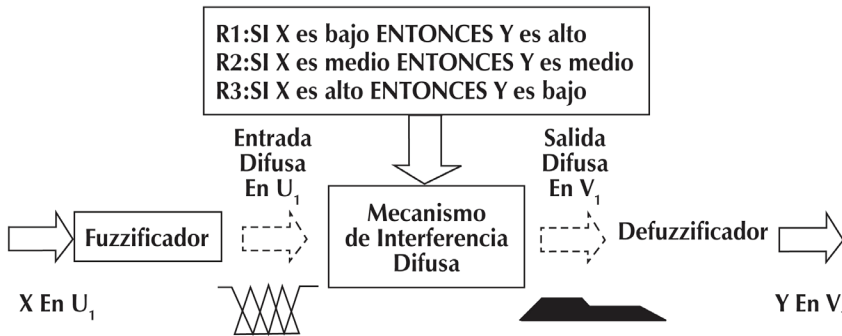 R1:SI X es bajo ENTONCES Y es alto
R2:SI X es medio ENTONCES Y es medio
R3:SI X es alto ENTONCES Y es bajo
Entrada
Difusa
En U1
Salida
Difusa
En V1
Fuzzificador
Mecanismo
de Interferencia
Difusa
Defuzzificador
X En U1
Y En V